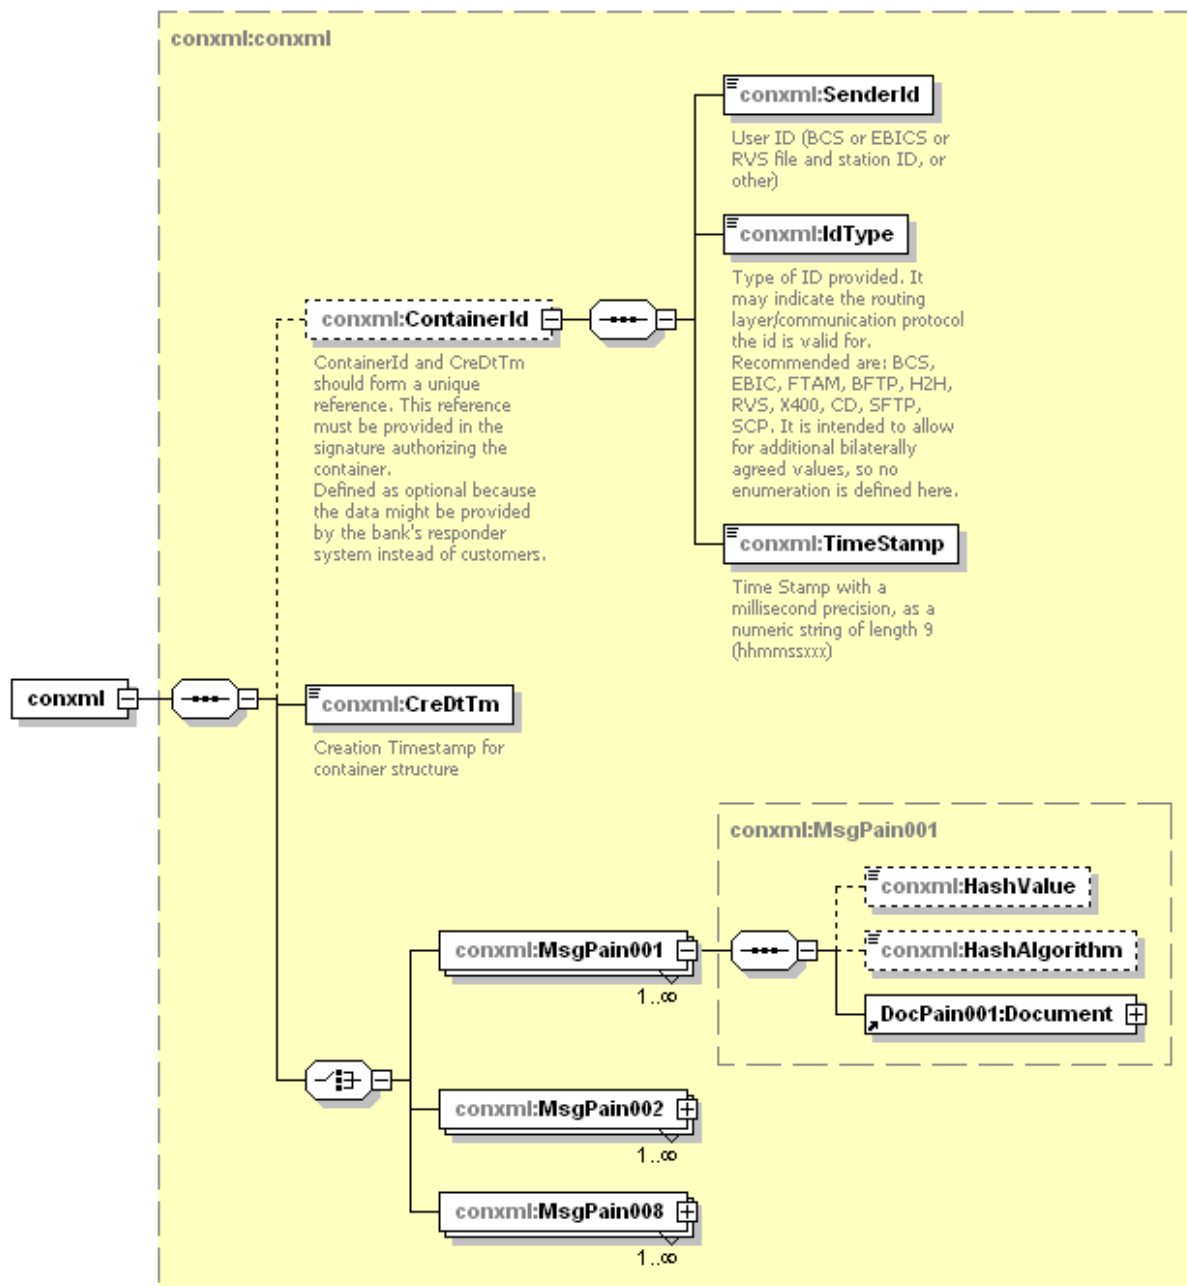 conxml:conxml
conxml:SenderId
User ID (BCS or EBICS or
RVS file and station ID, or
other)
conxml:IdType
Type of ID provided. It
may indicate the routing
layer/communication protocol
the id is valid for.
Recommended are: BCS,
EBIC, FTAM, BFTP, H2H,
RVS, X400, CD, SFTP,
SCP. It is intended to allow
for additional bilaterally
agreed values, so no
enumeration is defined here.
conxml:ContainerId
ContainerId and CreDtTm
should form a unique
reference. This reference
must be provided in the
signature authorizing the
container.
Defined as optional because
the data might be provided
by the bank's responder
system instead of customers.
conxml:TimeStamp
Time Stamp with a
millisecond precision, as a
numeric string of length 9
(hhmmssxxx)
conxml
conxml:CreDtTm
Creation Timestamp for
container structure
conxml:MsgPain001
conxml:HashValue
conxml:MsgPain001
1..∞
conxml:HashAlgorithm
DocPain001:Document
conxml:MsgPain002
1..∞
conxml:MsgPain008
1..∞